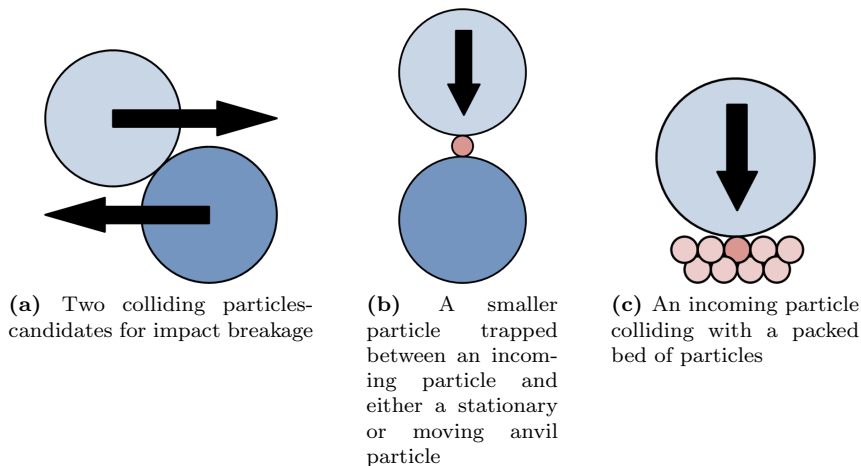 (a) Two colliding particles-
candidates for impact breakage
(b) A smaller
particle trapped
between an incom-
ing particle and
either a stationary
or moving anvil
particle
(c) An incoming particle
colliding with a packed
bed of particles